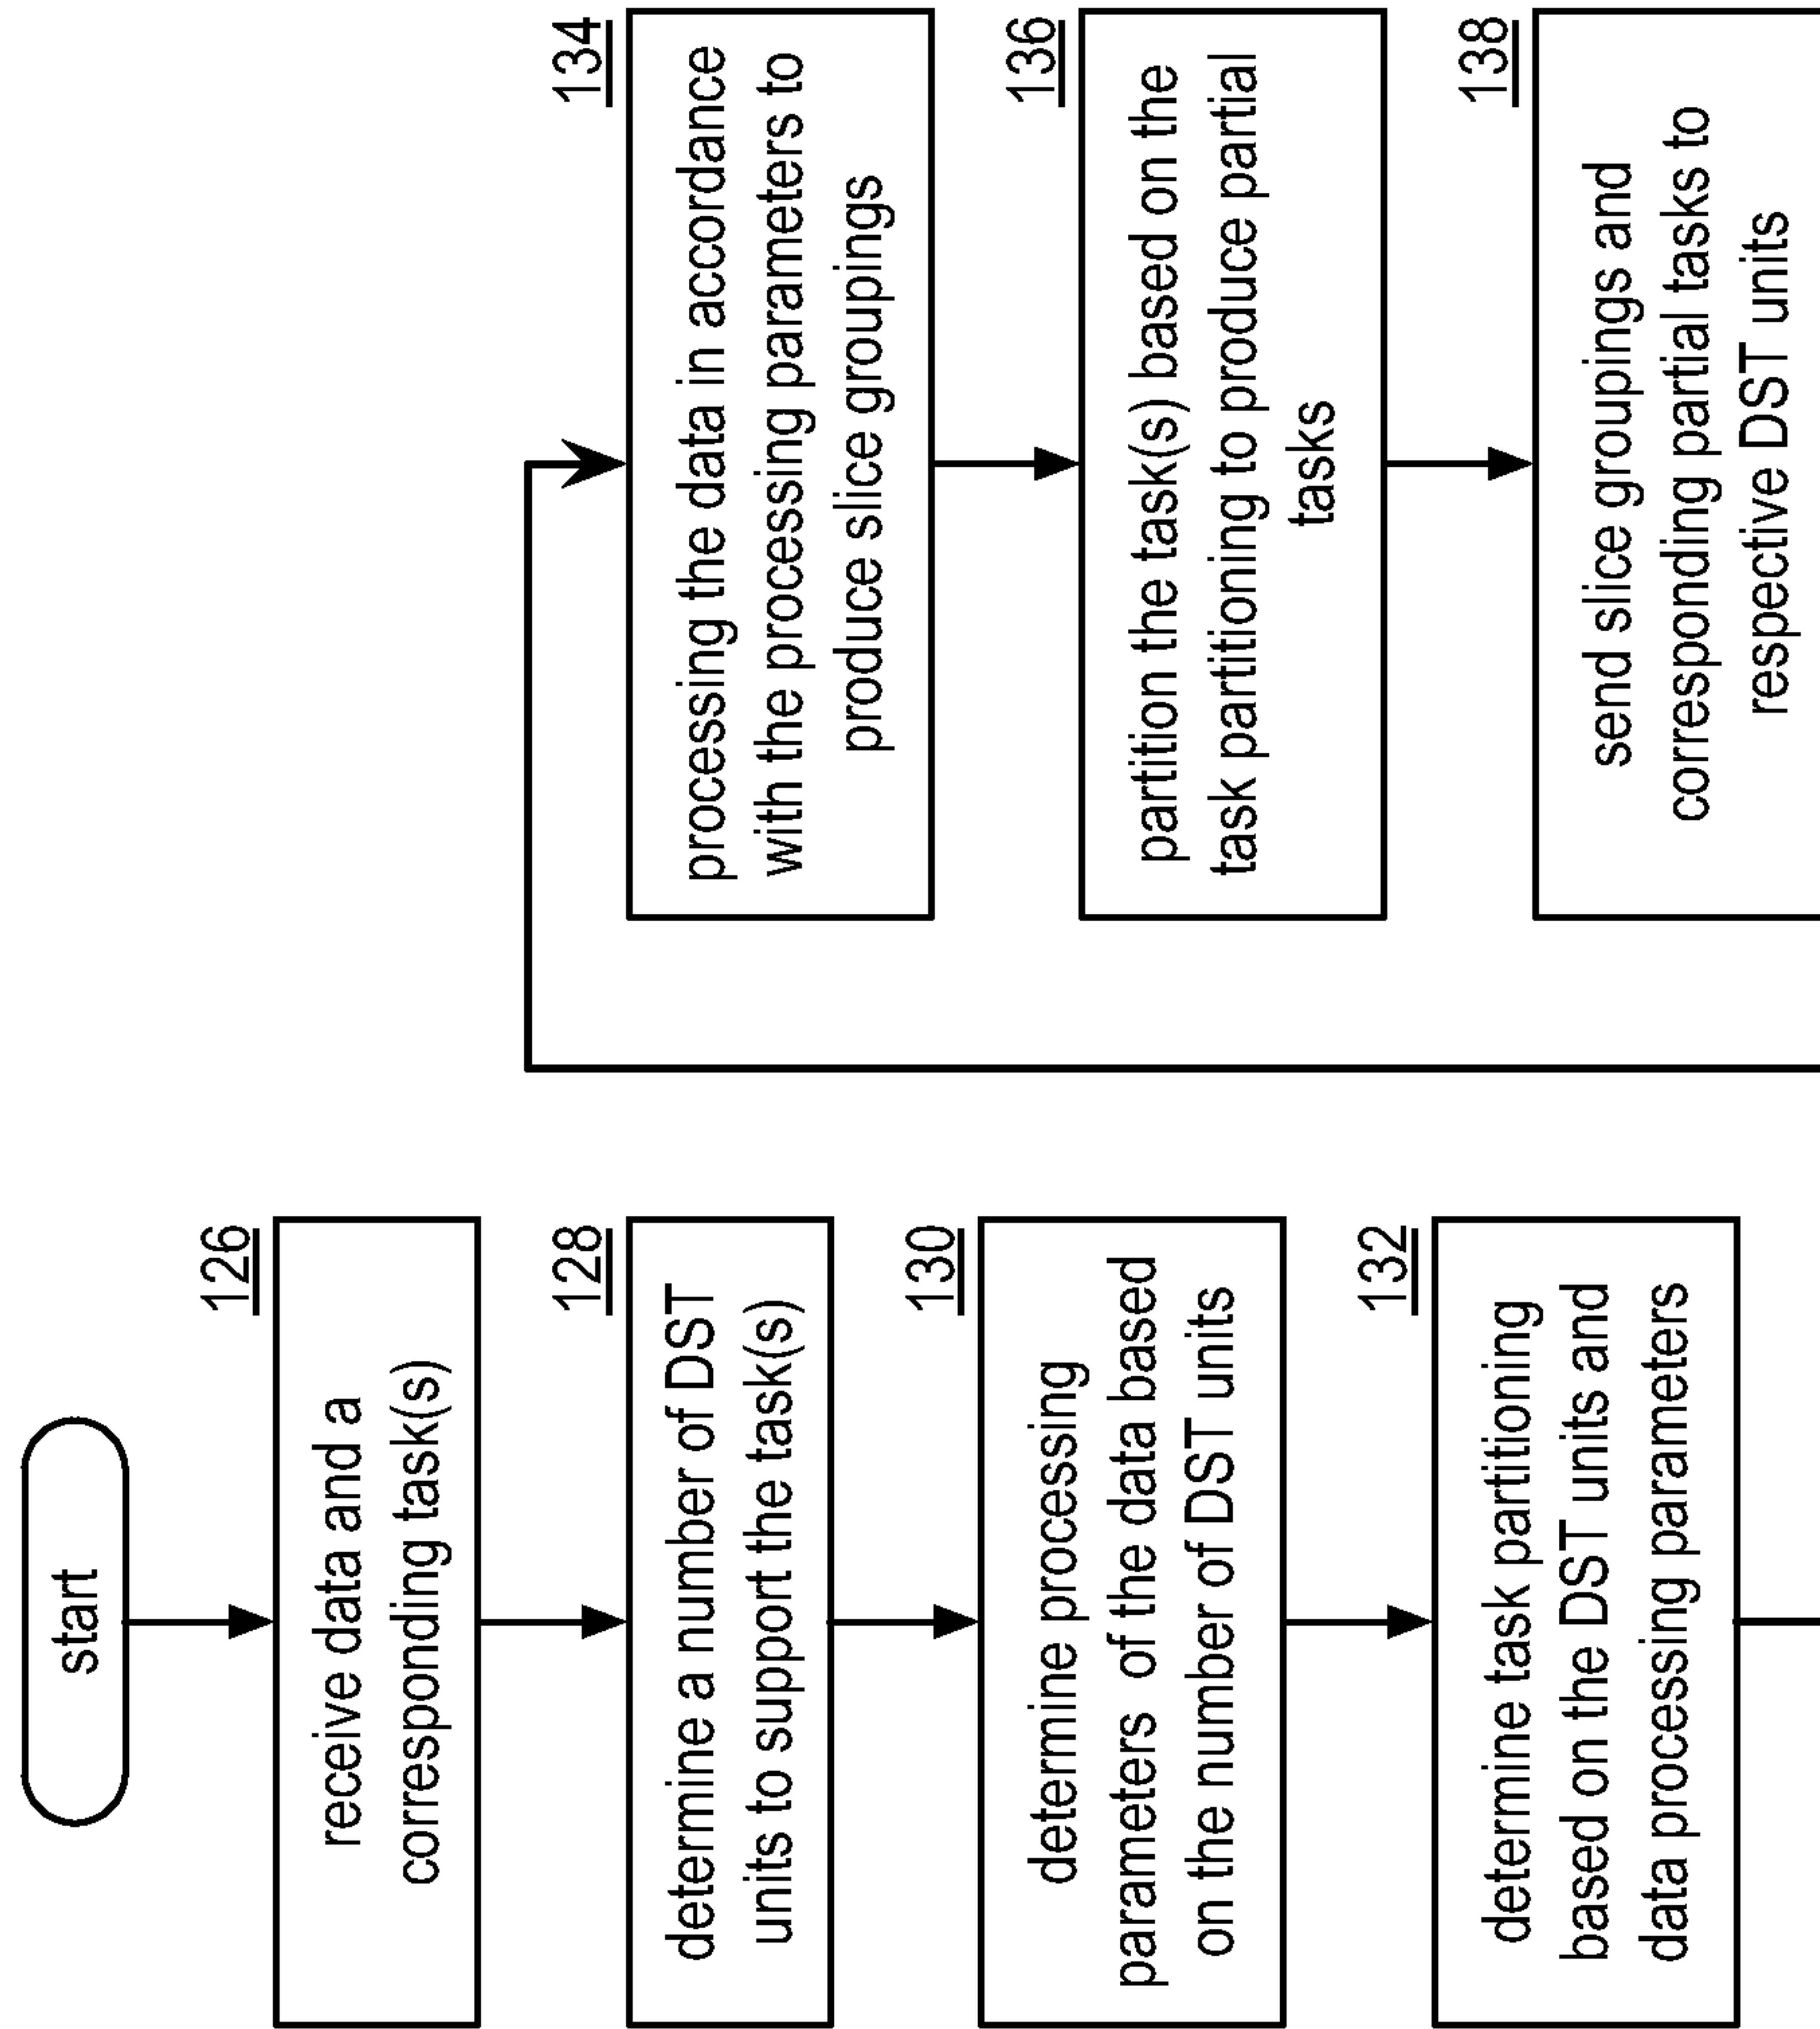 start
126
receive data and a
corresponding task(s)
128
determine a number of DST
units to support the task(s)
130
determine processing
parameters of the data based
on the number of DST units
132
determine task partitioning
based on the DST units and
data processing parameters
134
processing the data in accordance
with the processing parameters to
produce slice groupings
136
partition the task(s) based on the
task partitioning to produce partial
tasks
138
send slice groupings and
corresponding partial tasks to
respective DST units